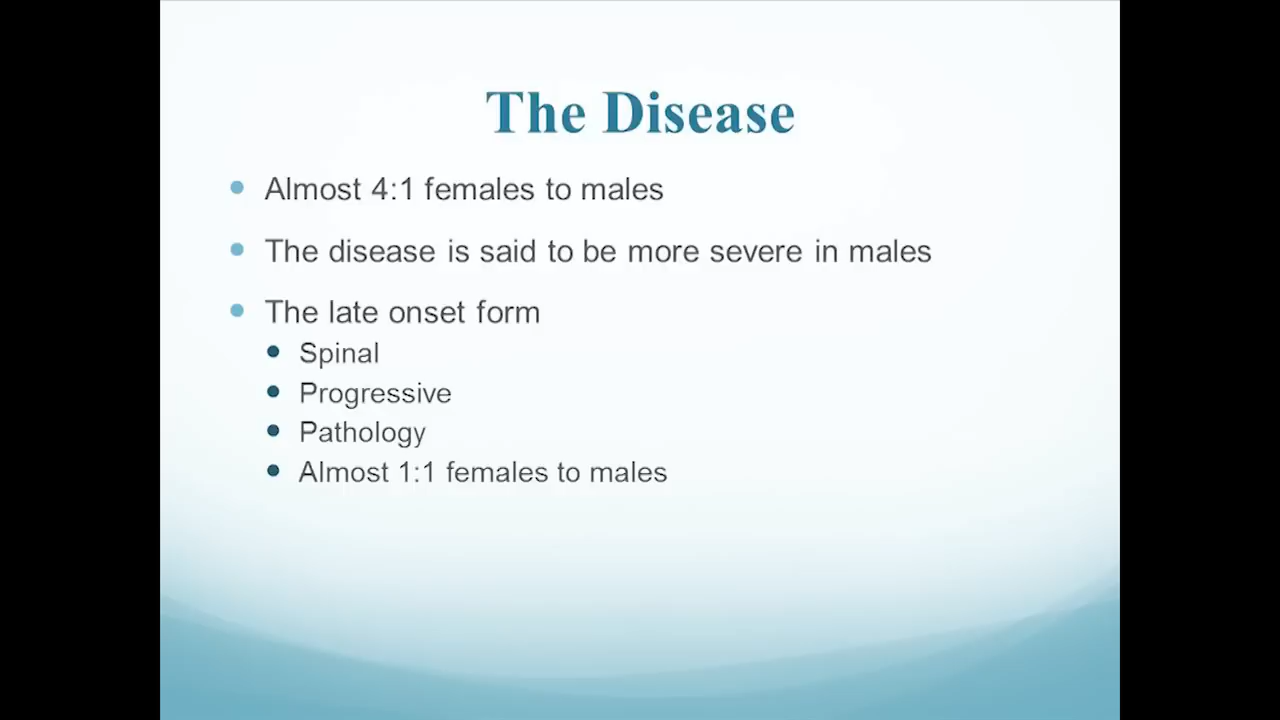 The Disease
Almost 4:1 females to males
The disease is said to be more severe in males
The late onset form
Spinal
Progressive
Pathology
Almost 1:1 females to males